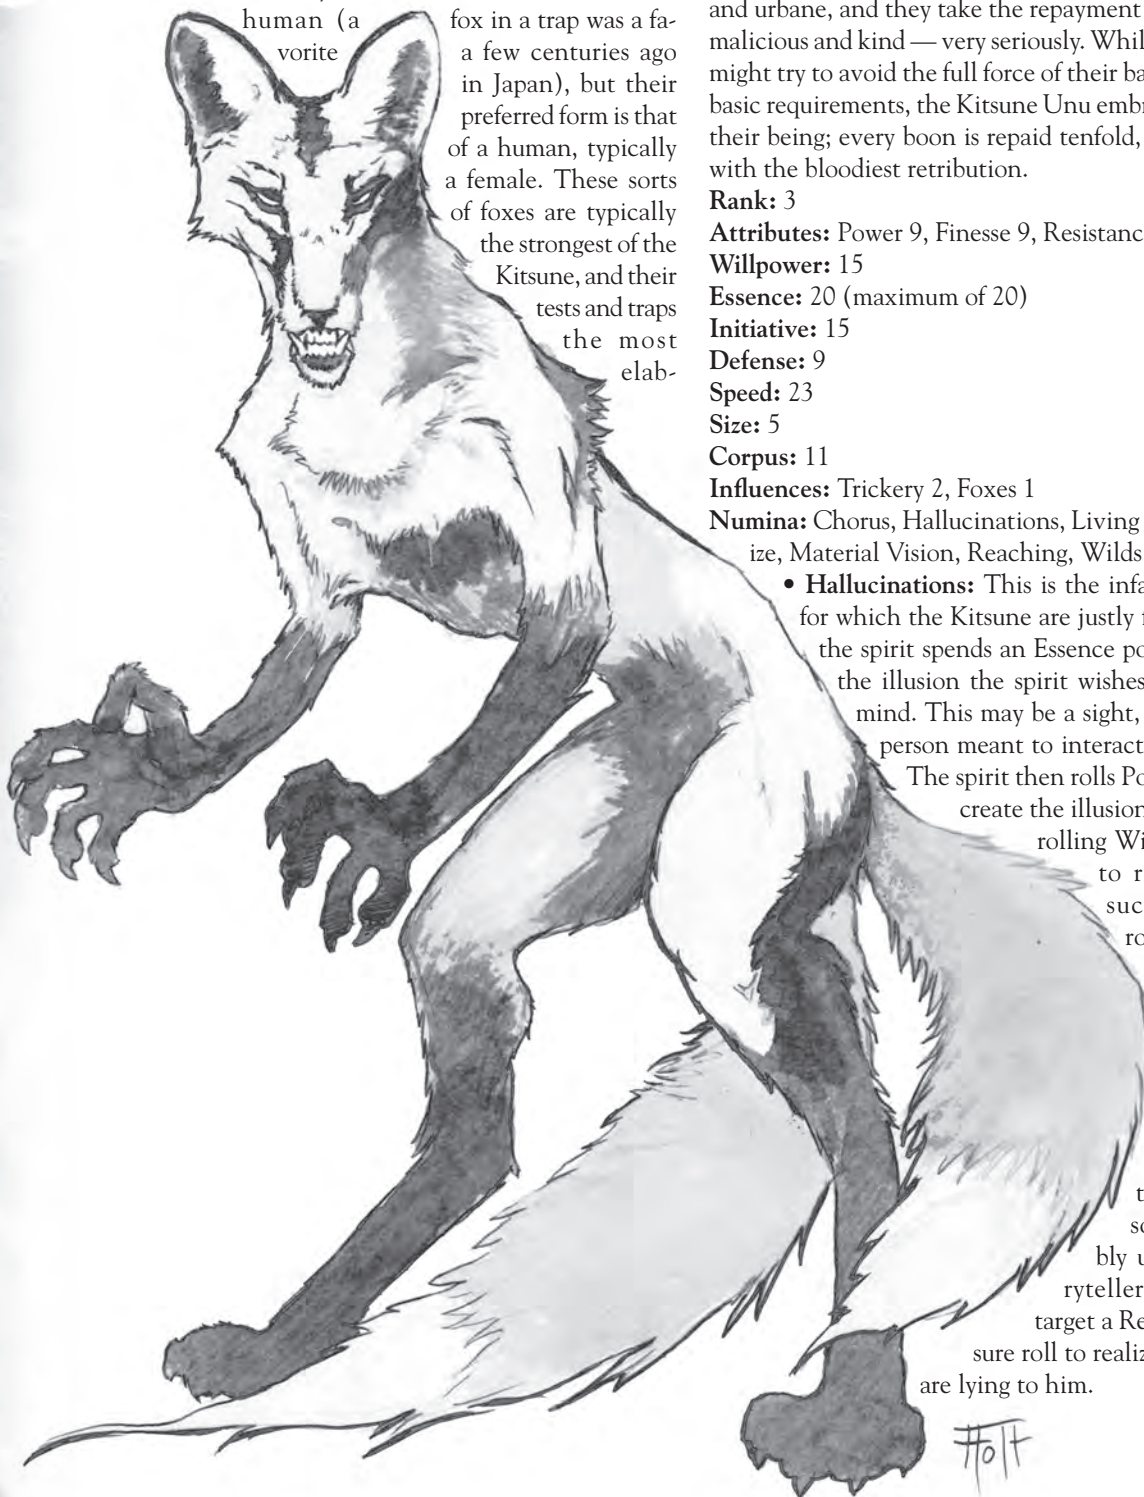 human (a
vorite
fox in a trap was a fa-
a few centuries ago
in Japan), but their
preferred form is that
of a human, typically
a female. These sorts
of foxes are typically
the strongest of the
Kitsune, and their
tests and traps
the most
elab-
and urbane, and they take the repayment
malicious and kind — very seriously. Whil
might try to avoid the full force of their ba
basic requirements, the Kitsune Unu embr
their being; every boon is repaid tenfold,
with the bloodiest retribution.
Rank: 3
Attributes: Power 9, Finesse 9, Resistanc
Willpower: 15
Essence: 20 (maximum of 20)
Initiative: 15
Defense: 9
Speed: 23
Size: 5
Corpus: 11
Influences: Trickery 2, Foxes 1
Numina: Chorus, Hallucinations, Living
ize, Material Vision, Reaching, Wilds
• Hallucinations: This is the infa
for which the Kitsune are justly
the spirit spends an Essence po
the illusion the spirit wishes
mind. This may be a sight,
person meant to interact
The spirit then rolls Po
create the illusion
rolling Wi
to r
suc
ro
t
so
bly u
ryteller
target a Re
sure roll to realiz
are lying to him.
Holt